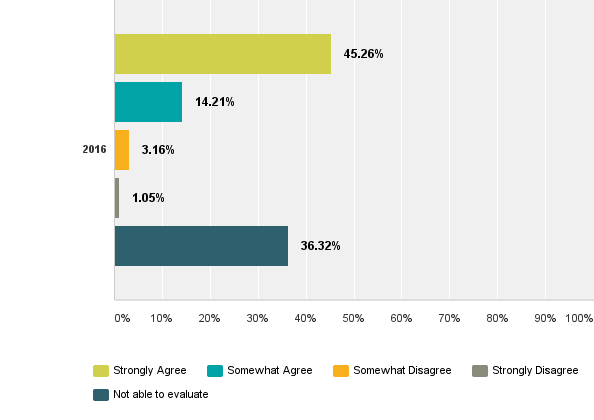 45.26%
14.21%
2016
3.16%
1.05%
36.32%
0% 10% 20% 30% 40% 50% 60% 70% 80% 90% 100%
Strongly Agree Somewhat Agree Somewhat Disagree Strongly Disagree
Not able to evaluate